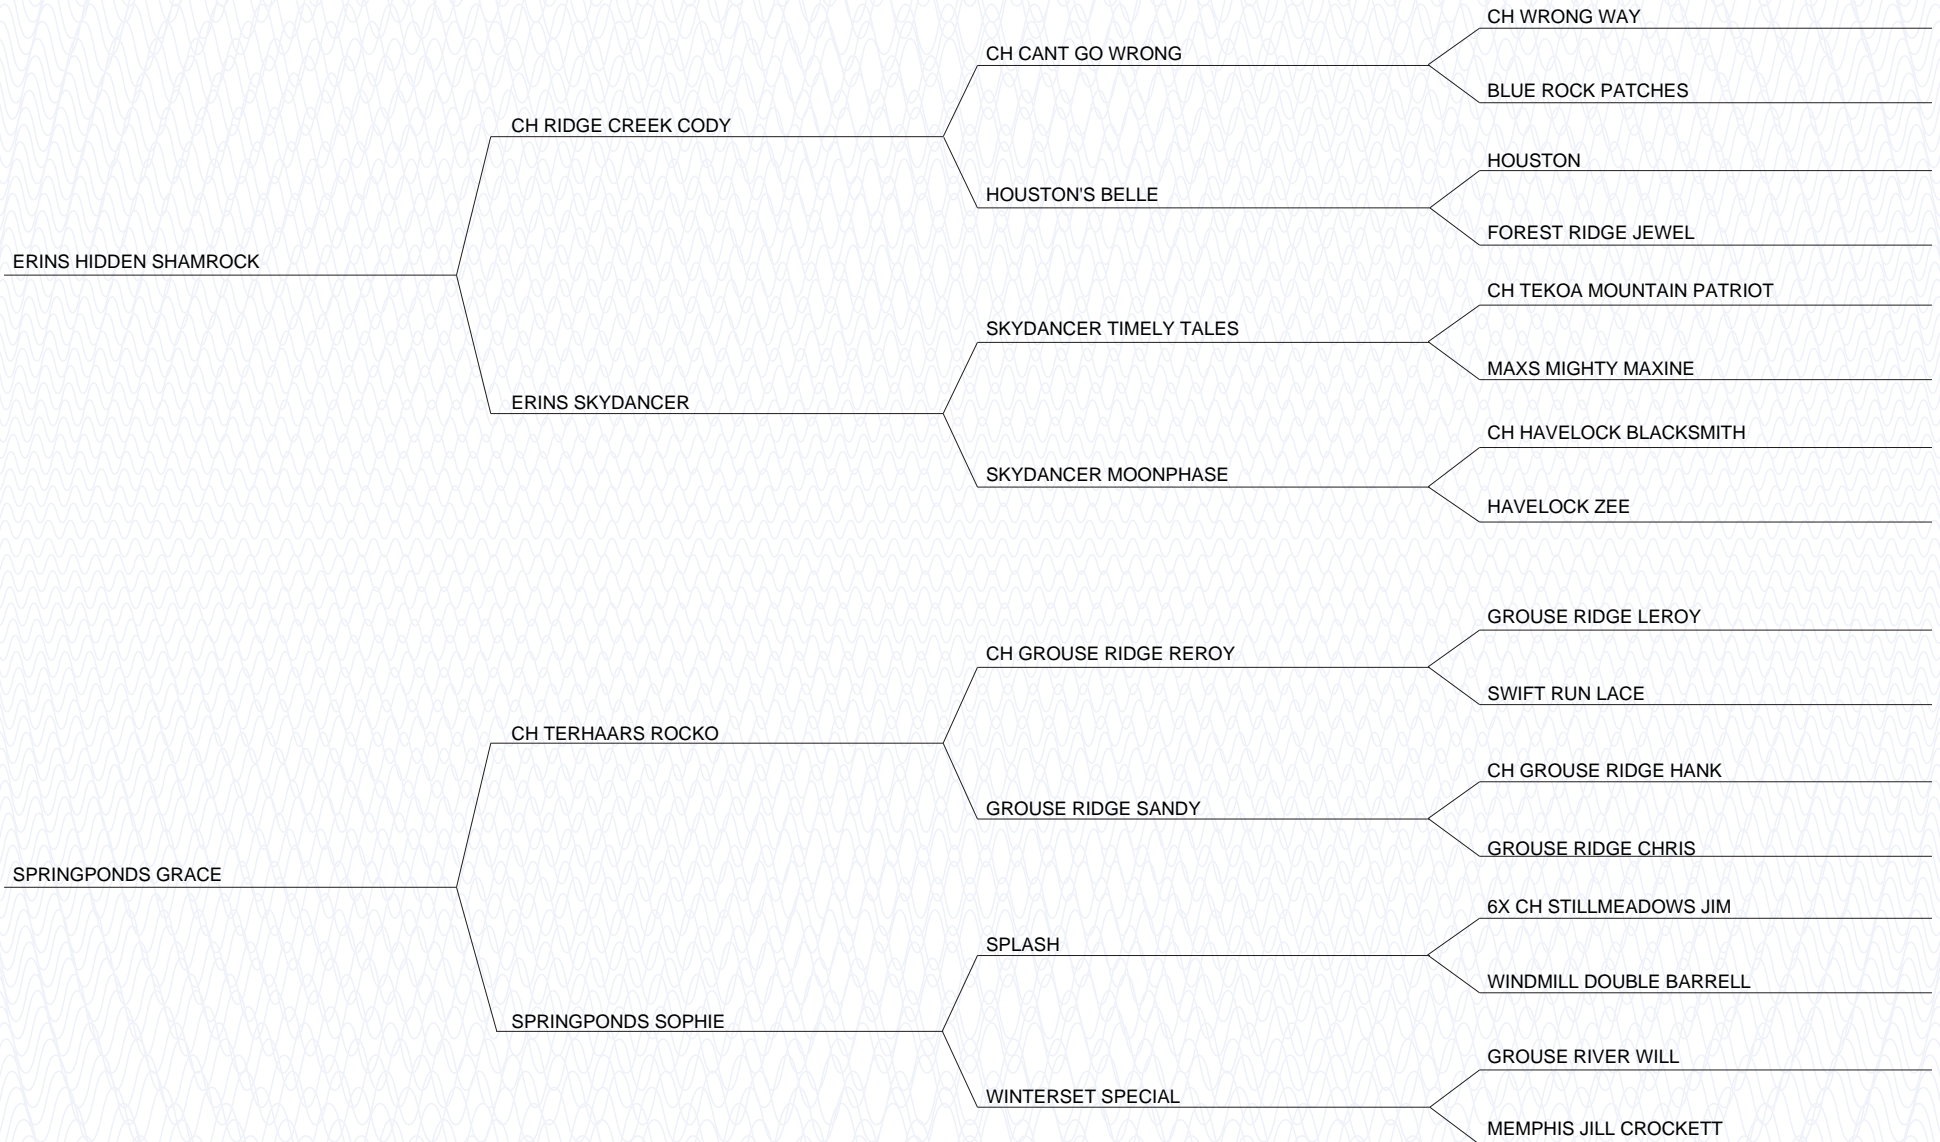 CH WRONG WAY
CH CANT GO WRONG
BLUE ROCK PATCHES
CH RIDGE CREEK CODY
HOUSTON
HOUSTON'S BELLE
FOREST RIDGE JEWEL
ERINS HIDDEN SHAMROCK
CH TEKOA MOUNTAIN PATRIOT
SKYDANCER TIMELY TALES
MAXS MIGHTY MAXINE
ERINS SKYDANCER
CH HAVELOCK BLACKSMITH
SKYDANCER MOONPHASE
HAVELOCK ZEE
GROUSE RIDGE LEROY
CH GROUSE RIDGE REROY
SWIFT RUN LACE
CH TERHAARS ROCKO
CH GROUSE RIDGE HANK
GROUSE RIDGE SANDY
GROUSE RIDGE CHRIS
SPRINGPONDS GRACE
6X CH STILLMEADOWS JIM
SPLASH
WINDMILL DOUBLE BARRELL
SPRINGPONDS SOPHIE
GROUSE RIVER WILL
WINTERSET SPECIAL
MEMPHIS JILL CROCKETT